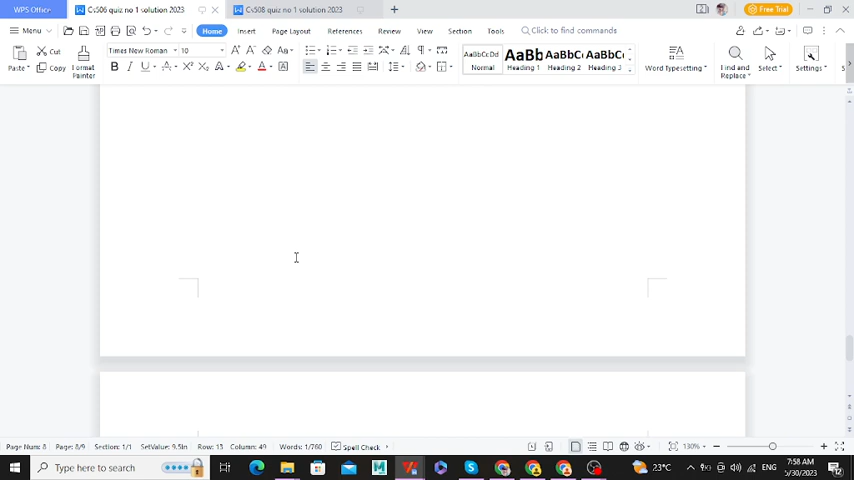 WPS Office
Cs506 quiz no 1 solution 2023
Cs508 quiz no 1 solution 2023
Free Trial
Menu
Home
Insert
Page Layout
References
Review
View
Section
Tools
Click to find commands
Paste
Cut
Copy
Format Painter
Times New Roman
10
AaBbCcDd
Normal
AaBb
Heading 1
AaBbC
Heading 2
AaBbC
Heading 3
Word Typesetting
Find and Replace
Select
Settings
Page Num: 8
Page: 8/9
Section: 1/1
SetValue: 9.5in
Row: 13
Column: 49
Words: 1/760
Spell Check
130%
Type here to search
23°C
ENG
7:58 AM
5/30/2023
12